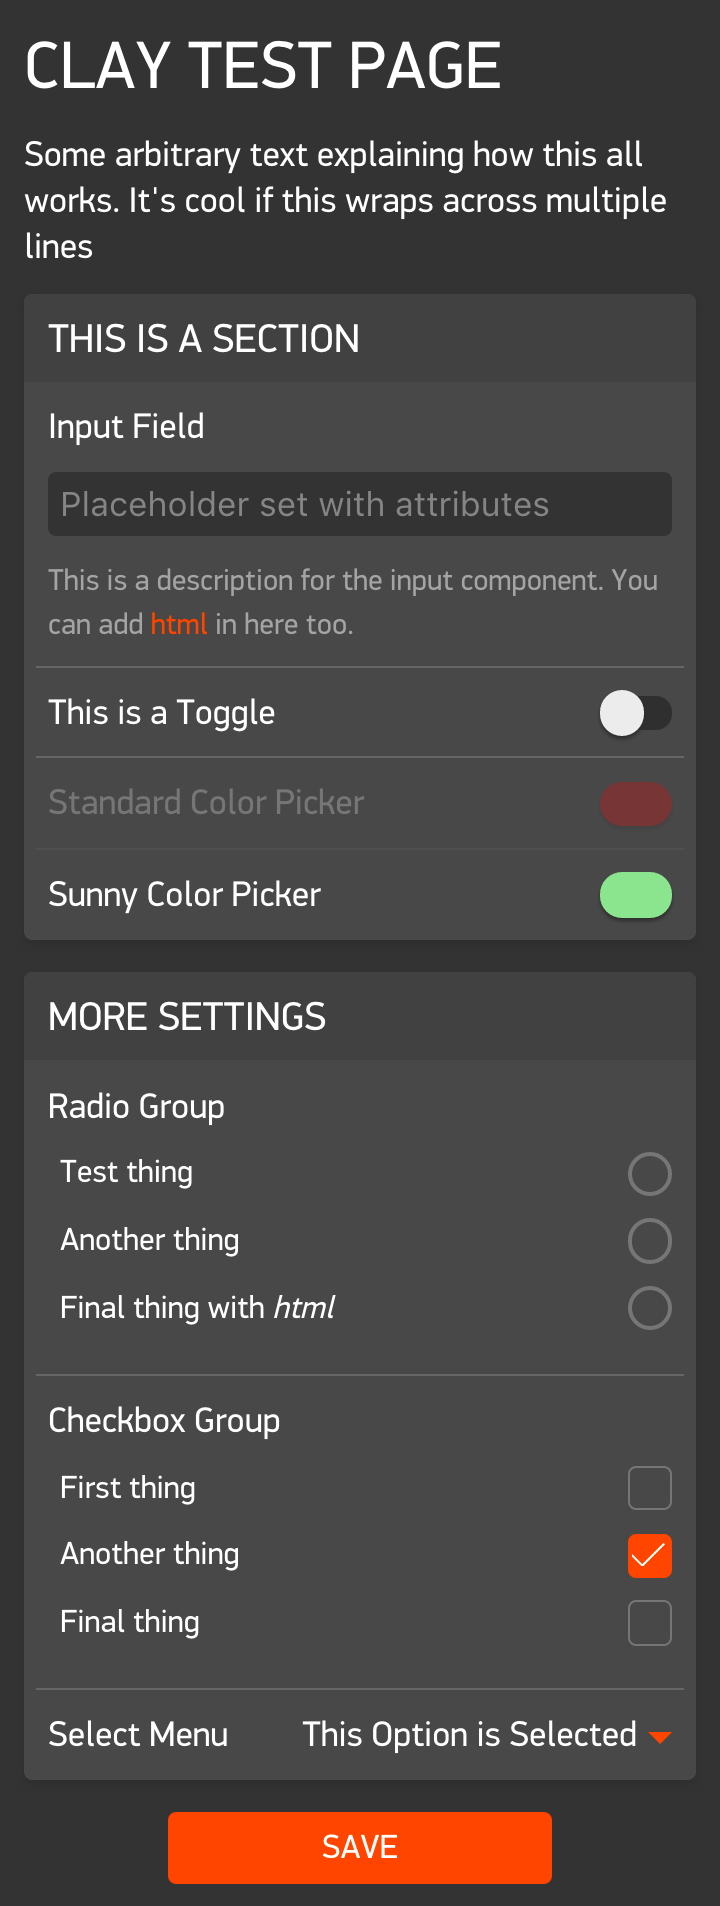 CLAY TEST PAGE
Some arbitrary text explaining how this all
works. It's cool if this wraps across multiple
lines
THIS IS A SECTION
Input Field
Placeholder set with attributes
This is a description for the input component. You
can add html in here too.
This is a Toggle
Standard Color Picker
Sunny Color Picker
MORE SETTINGS
Radio Group
Test thing
Another thing
Final thing with html
Checkbox Group
First thing
Another thing
Final thing
Select Menu This Option is Selected
SAVE